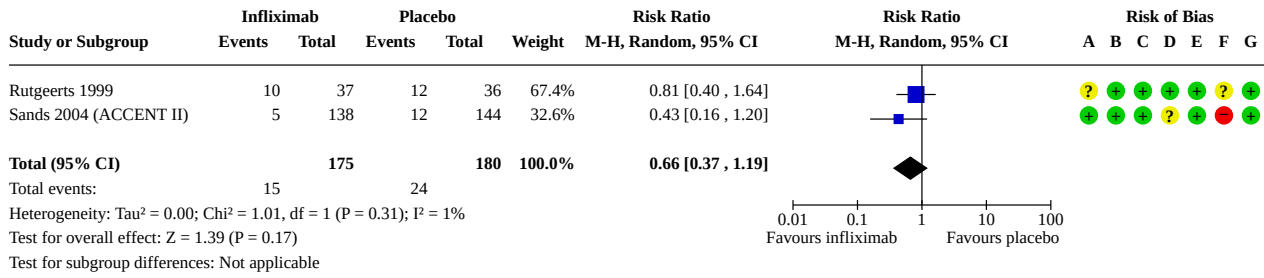 Infliximab Placebo Risk Ratio Risk Ratio Risk of Bias
Study or Subgroup Events Total Events Total Weight M-H, Random, 95% CI M-H, Random, 95% CI A B C D E F G
Rutgeerts 1999 10 37 12 36 67.4% 0.81 [0.40 , 1.64] ? + + + + ? +
Sands 2004 (ACCENT II) 5 138 12 144 32.6% 0.43 [0.16 , 1.20] + + + ? + − +
Total (95% CI) 175 180 100.0% 0.66 [0.37 , 1.19]
Total events: 15 24
Heterogeneity: Tau² = 0.00; Chi² = 1.01, df = 1 (P = 0.31); I² = 1%
0.01 0.1 1 10 100
Test for overall effect: Z = 1.39 (P = 0.17) Favours infliximab Favours placebo
Test for subgroup differences: Not applicable